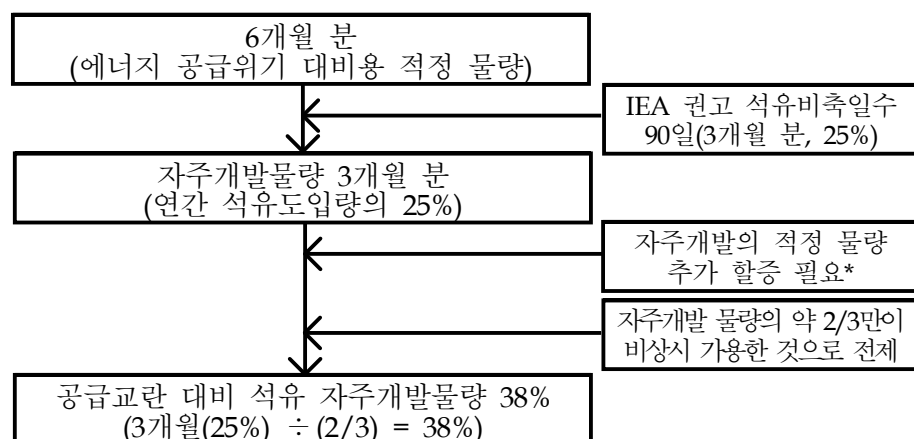 6개월 분
(에너지 공급위기 대비용 적정 물량)
IEA 권고 석유비축일수
90일(3개월 분, 25%)
자주개발물량 3개월 분
(연간 석유도입량의 25%)
자주개발의 적정 물량
추가 할증 필요*
자주개발 물량의 약 2/3만이
비상시 가용한 것으로 전제
공급교란 대비 석유 자주개발물량 38%
(3개월(25%) ÷ (2/3) = 38%)